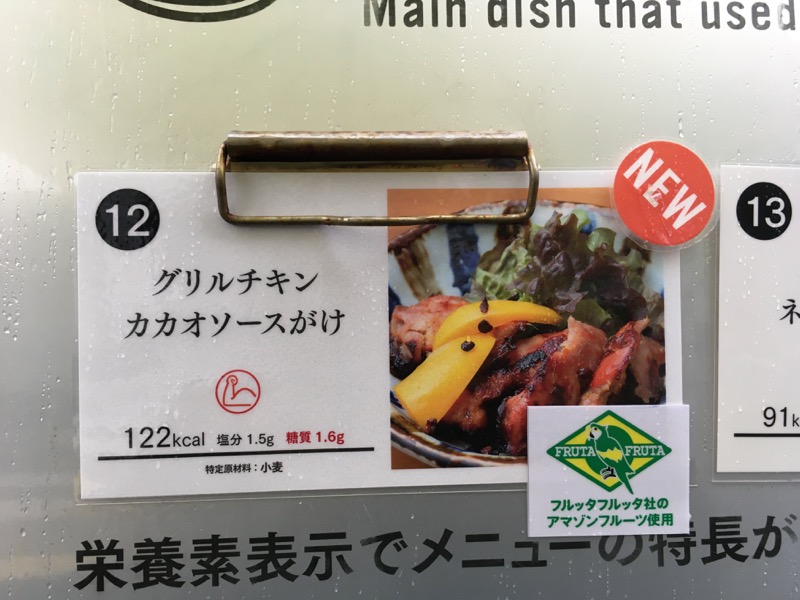 Main dish that used
12
NEW
13
グリルチキン
カカオソースがけ
122kcal 塩分 1.5g 糖質 1.6g
特定原材料：小麦
FRUTA FRUTA
フルッタフルッタ社の
アマゾンフルーツ使用
ネ
91k
栄養素表示でメニューの特長が